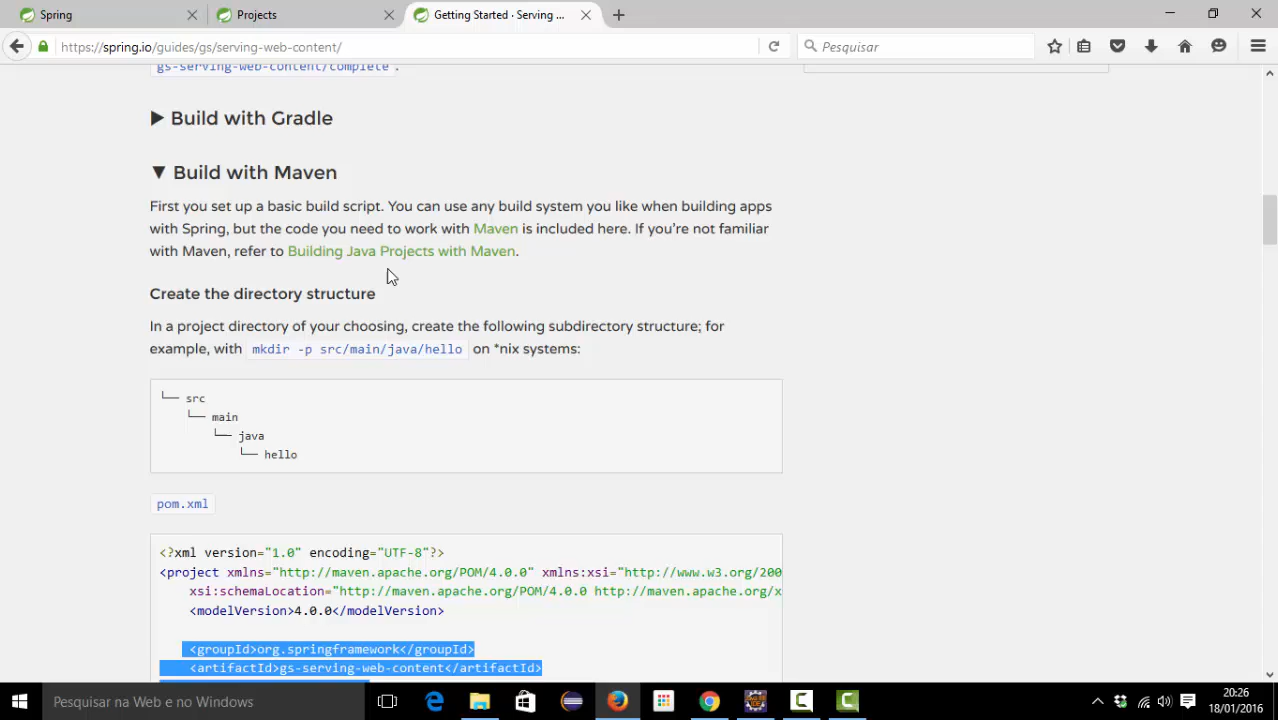 Spring
Projects
Getting Started · Serving ...
https://spring.io/guides/gs/serving-web-content/
Pesquisar
gs-serving-web-content/complete .
Build with Gradle
Build with Maven
First you set up a basic build script. You can use any build system you like when building apps
with Spring, but the code you need to work with Maven is included here. If you're not familiar
with Maven, refer to Building Java Projects with Maven.
Create the directory structure
In a project directory of your choosing, create the following subdirectory structure; for
example, with mkdir -p src/main/java/hello on *nix systems:
└── src
└── main
└── java
└── hello
pom.xml
<?xml version="1.0" encoding="UTF-8"?>
<project xmlns="http://maven.apache.org/POM/4.0.0" xmlns:xsi="http://www.w3.org/200
xsi:schemaLocation="http://maven.apache.org/POM/4.0.0 http://maven.apache.org/x
<modelVersion>4.0.0</modelVersion>
<groupId>org.springframework</groupId>
<artifactId>gs-serving-web-content</artifactId>
Pesquisar na Web e no Windows
20:26
18/01/2016